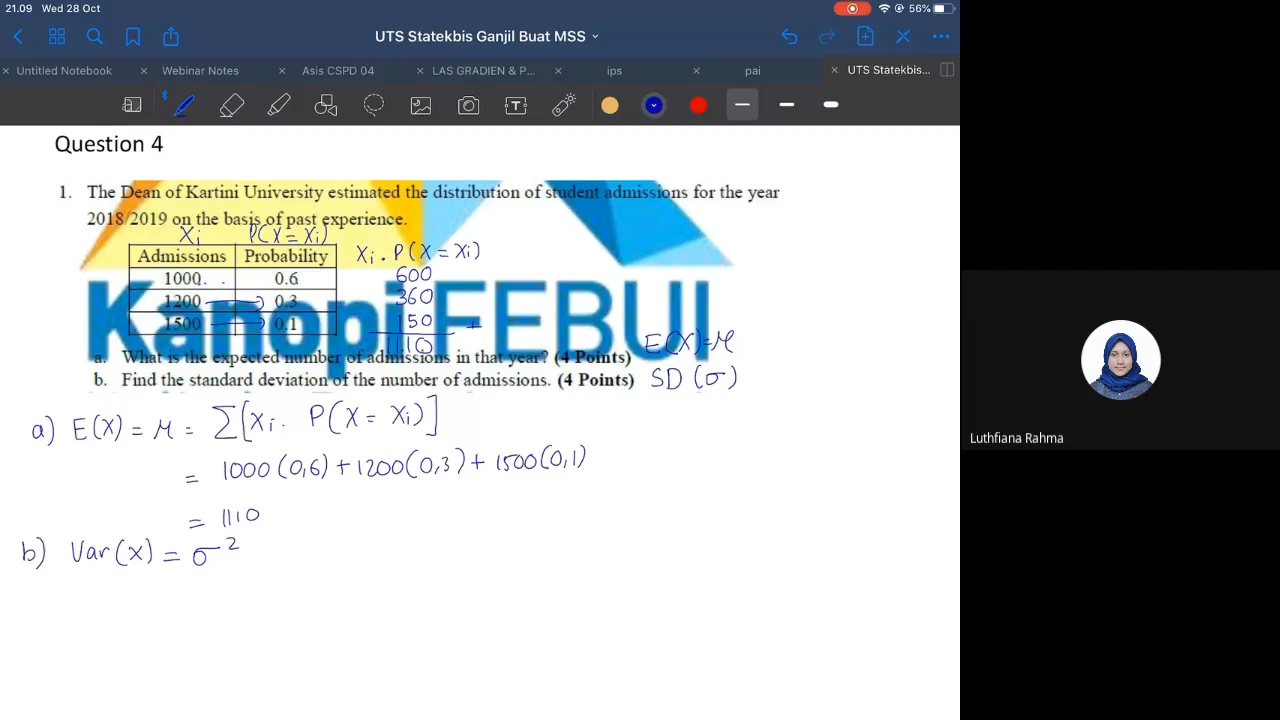 21.09 Wed 28 Oct
56%
UTS Statekbis Ganjil Buat MSS
Untitled Notebook
Webinar Notes
Asis CSPD 04
LAS GRADIEN & P...
ips
pai
UTS Statekbis...
Question 4
1. The Dean of Kartini University estimated the distribution of student admissions for the year
2018/2019 on the basis of past experience.
Xi P(X = Xi)
Admissions Probability Xi . P(X = Xi)
1000 0.6 600
1200 0.3 360
1500 0.1 150 +
1110
a. What is the expected number of admissions in that year? (4 Points) E(X) = μ
b. Find the standard deviation of the number of admissions. (4 Points) SD (σ)
Kanopi FEBUI
a) E(X) = μ = Σ[Xi . P(X = Xi)]
= 1000 (0,6) + 1200 (0,3) + 1500 (0,1)
= 1110
b) Var(X) = σ²
Luthfiana Rahma